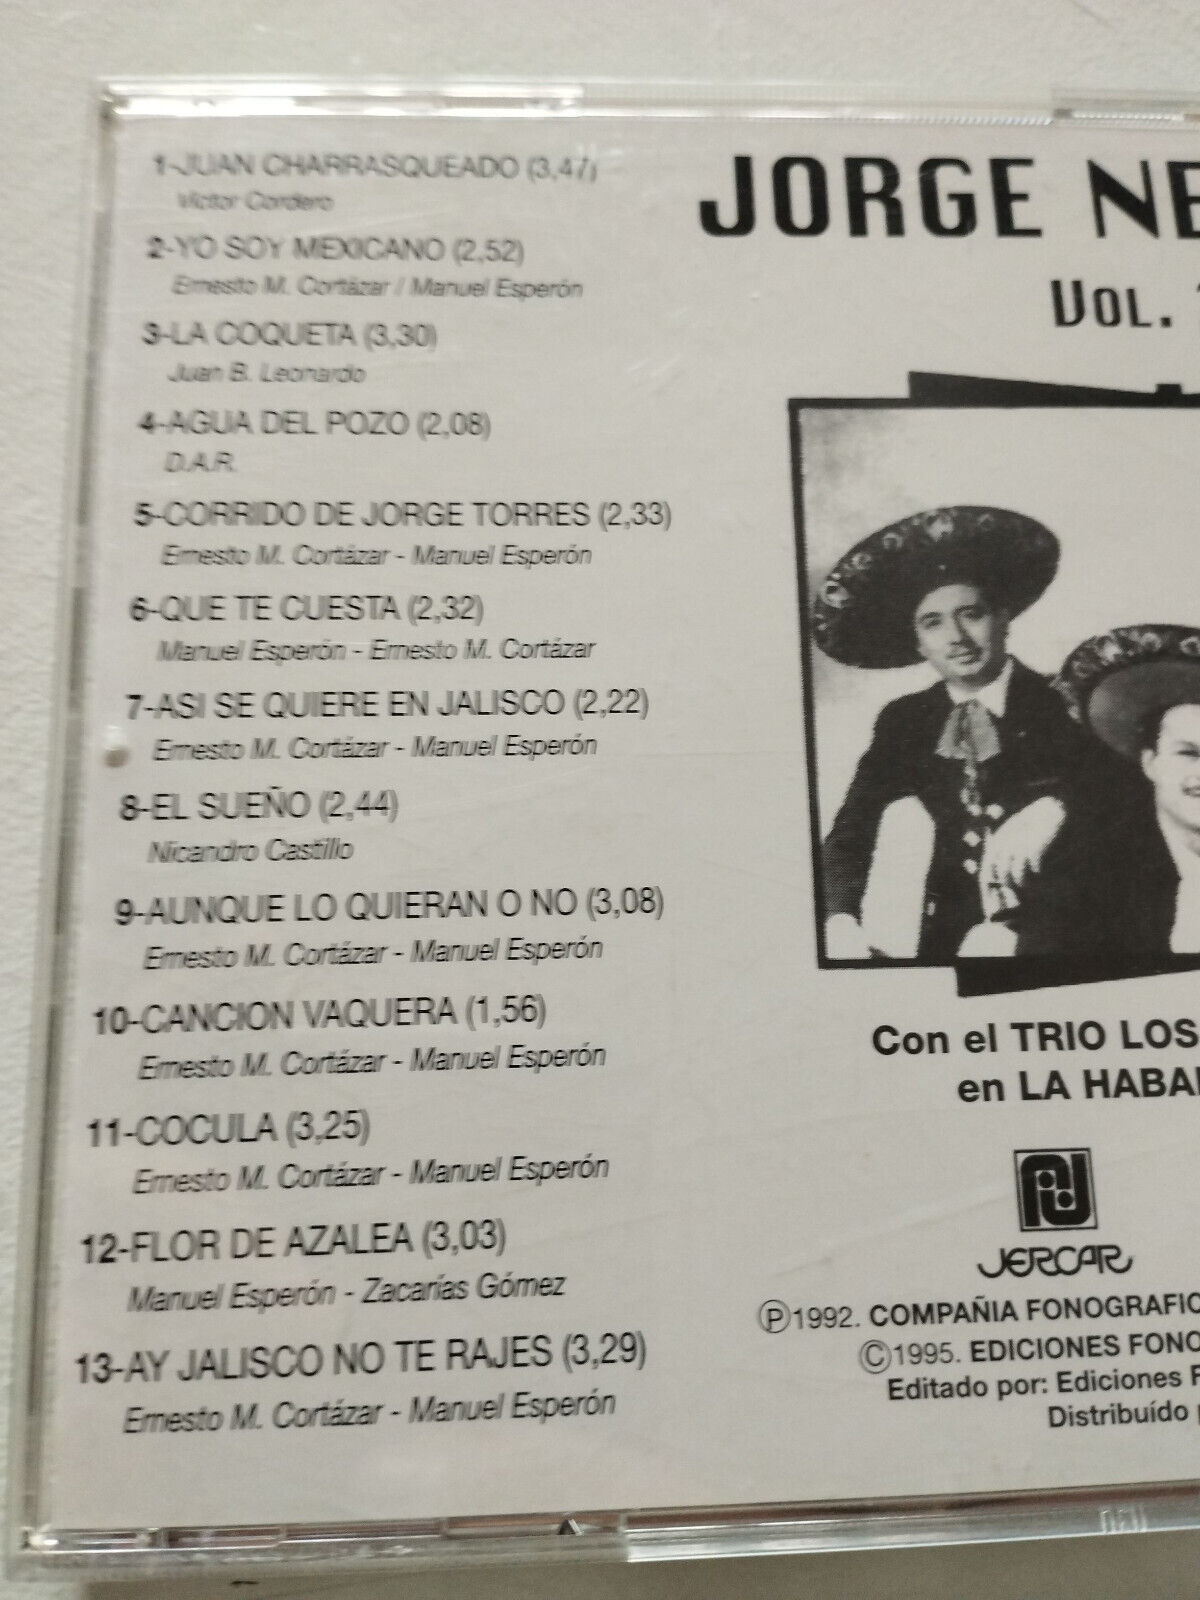 1-JUAN CHARRASQUEADO (3,47)
Victor Cordero
2-YO SOY MEXICANO (2,52)
Ernesto M. Cortázar / Manuel Esperón
3-LA COQUETA (3,30)
Juan B. Leonardo
4-AGUA DEL POZO (2,08)
D.A.R.
5-CORRIDO DE JORGE TORRES (2,33)
Ernesto M. Cortázar - Manuel Esperón
6-QUE TE CUESTA (2,32)
Manuel Esperón - Ernesto M. Cortázar
7-ASI SE QUIERE EN JALISCO (2,22)
Ernesto M. Cortázar - Manuel Esperón
8-EL SUEÑO (2,44)
Nicandro Castillo
9-AUNQUE LO QUIERAN O NO (3,08)
Ernesto M. Cortázar - Manuel Esperón
10-CANCION VAQUERA (1,56)
Ernesto M. Cortázar - Manuel Esperón
11-COCULA (3,25)
Ernesto M. Cortázar - Manuel Esperón
12-FLOR DE AZALEA (3,03)
Manuel Esperón - Zacarías Gómez
13-AY JALISCO NO TE RAJES (3,29)
Ernesto M. Cortázar - Manuel Esperón
JORGE NE
VOL.
Con el TRIO LOS
en LA HABA
JERCAR
Ⓟ1992. COMPAÑIA FONOGRAFIC
©1995. EDICIONES FONO
Editado por: Ediciones F
Distribuído